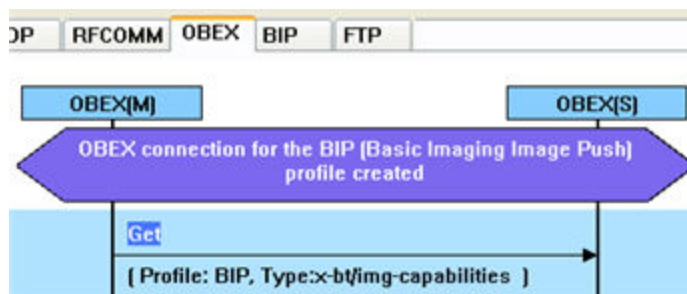 DP RFCOMM OBEX BIP FTP
OBEX(M) OBEX(S)
OBEX connection for the BIP (Basic Imaging Image Push)
profile created
Get
( Profile: BIP, Type:x-bt/img-capabilities )